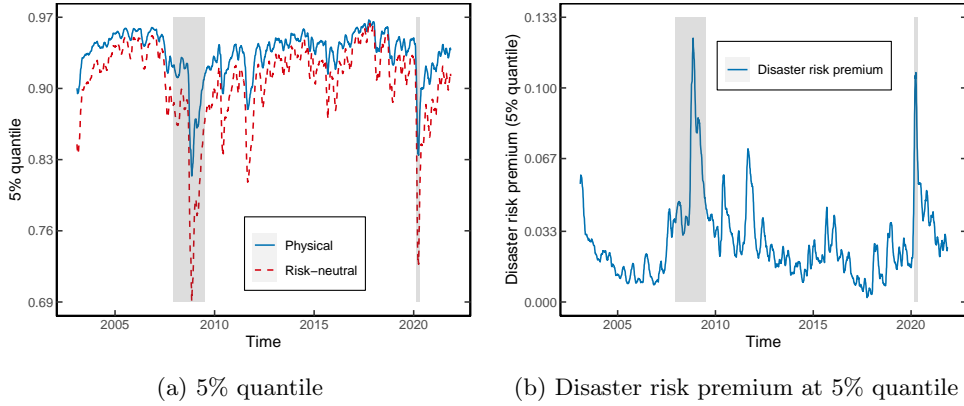 0.97
0.90
0.83
0.76
0.69
5% quantile
Physical
Risk−neutral
2005
2010
2015
2020
Time
(a) 5% quantile
0.133
0.100
0.067
0.033
0.000
Disaster risk premium (5% quantile)
Disaster risk premium
2005
2010
2015
2020
Time
(b) Disaster risk premium at 5% quantile